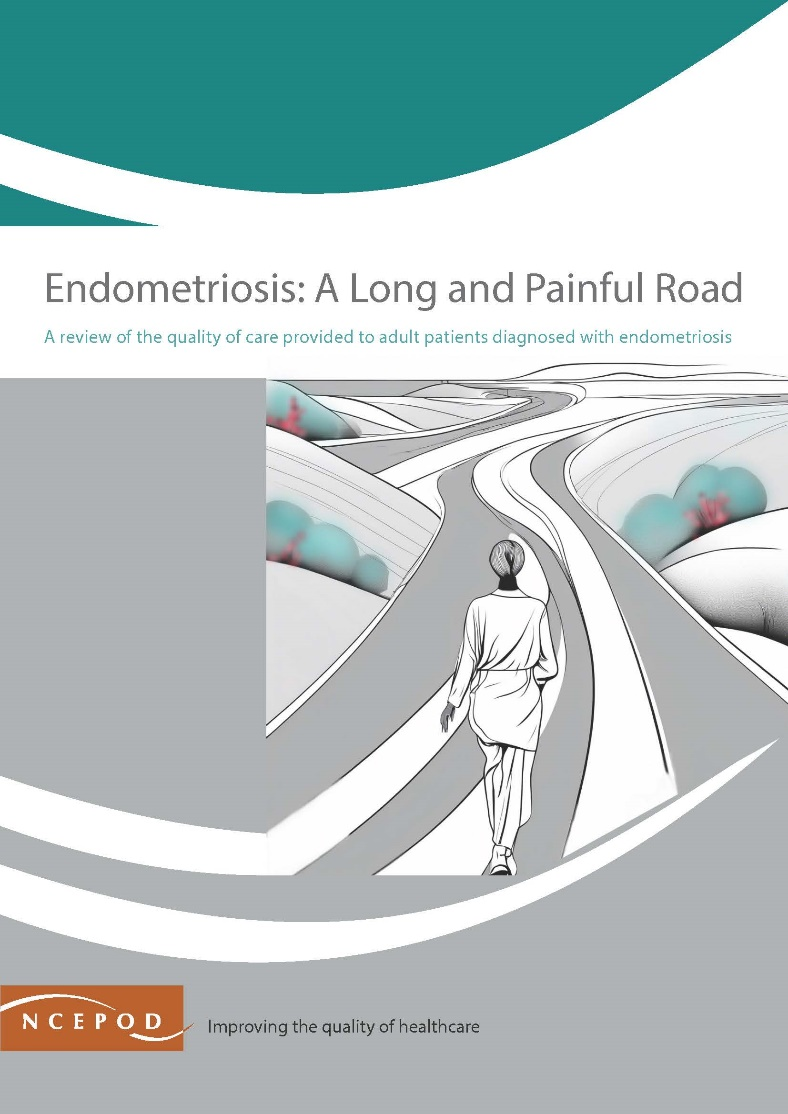 Endometriosis: A Long and Painful Road
A review of the quality of care provided to adult patients diagnosed with endometriosis
NCEPOD
Improving the quality of healthcare